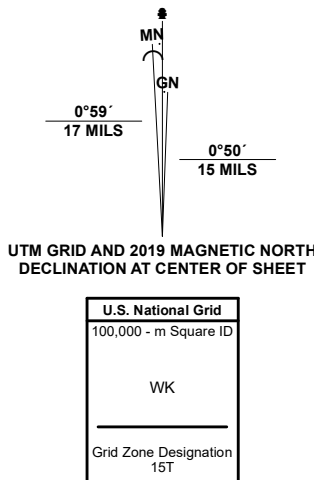 MN
GN
0°59´
17 MILS
0°50´
15 MILS
UTM GRID AND 2019 MAGNETIC NORTH
DECLINATION AT CENTER OF SHEET
U.S. National Grid
100,000 - m Square ID
WK
Grid Zone Designation
15T